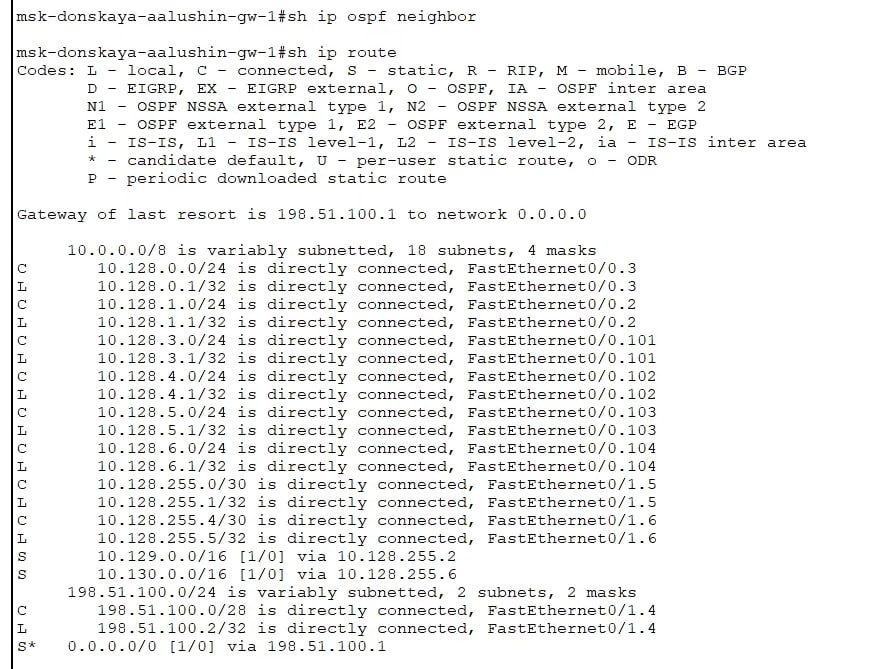 msk-donskaya-aalushin-gw-1#sh ip ospf neighbor
msk-donskaya-aalushin-gw-1#sh ip route
Codes: L - local, C - connected, S - static, R - RIP, M - mobile, B - BGP
D - EIGRP, EX - EIGRP external, O - OSPF, IA - OSPF inter area
N1 - OSPF NSSA external type 1, N2 - OSPF NSSA external type 2
E1 - OSPF external type 1, E2 - OSPF external type 2, E - EGP
i - IS-IS, L1 - IS-IS level-1, L2 - IS-IS level-2, ia - IS-IS inter area
* - candidate default, U - per-user static route, o - ODR
P - periodic downloaded static route
Gateway of last resort is 198.51.100.1 to network 0.0.0.0
10.0.0.0/8 is variably subnetted, 18 subnets, 4 masks
C 10.128.0.0/24 is directly connected, FastEthernet0/0.3
L 10.128.0.1/32 is directly connected, FastEthernet0/0.3
C 10.128.1.0/24 is directly connected, FastEthernet0/0.2
L 10.128.1.1/32 is directly connected, FastEthernet0/0.2
C 10.128.3.0/24 is directly connected, FastEthernet0/0.101
L 10.128.3.1/32 is directly connected, FastEthernet0/0.101
C 10.128.4.0/24 is directly connected, FastEthernet0/0.102
L 10.128.4.1/32 is directly connected, FastEthernet0/0.102
C 10.128.5.0/24 is directly connected, FastEthernet0/0.103
L 10.128.5.1/32 is directly connected, FastEthernet0/0.103
C 10.128.6.0/24 is directly connected, FastEthernet0/0.104
L 10.128.6.1/32 is directly connected, FastEthernet0/0.104
C 10.128.255.0/30 is directly connected, FastEthernet0/1.5
L 10.128.255.1/32 is directly connected, FastEthernet0/1.5
C 10.128.255.4/30 is directly connected, FastEthernet0/1.6
L 10.128.255.5/32 is directly connected, FastEthernet0/1.6
S 10.129.0.0/16 [1/0] via 10.128.255.2
S 10.130.0.0/16 [1/0] via 10.128.255.6
198.51.100.0/24 is variably subnetted, 2 subnets, 2 masks
C 198.51.100.0/28 is directly connected, FastEthernet0/1.4
L 198.51.100.2/32 is directly connected, FastEthernet0/1.4
S* 0.0.0.0/0 [1/0] via 198.51.100.1